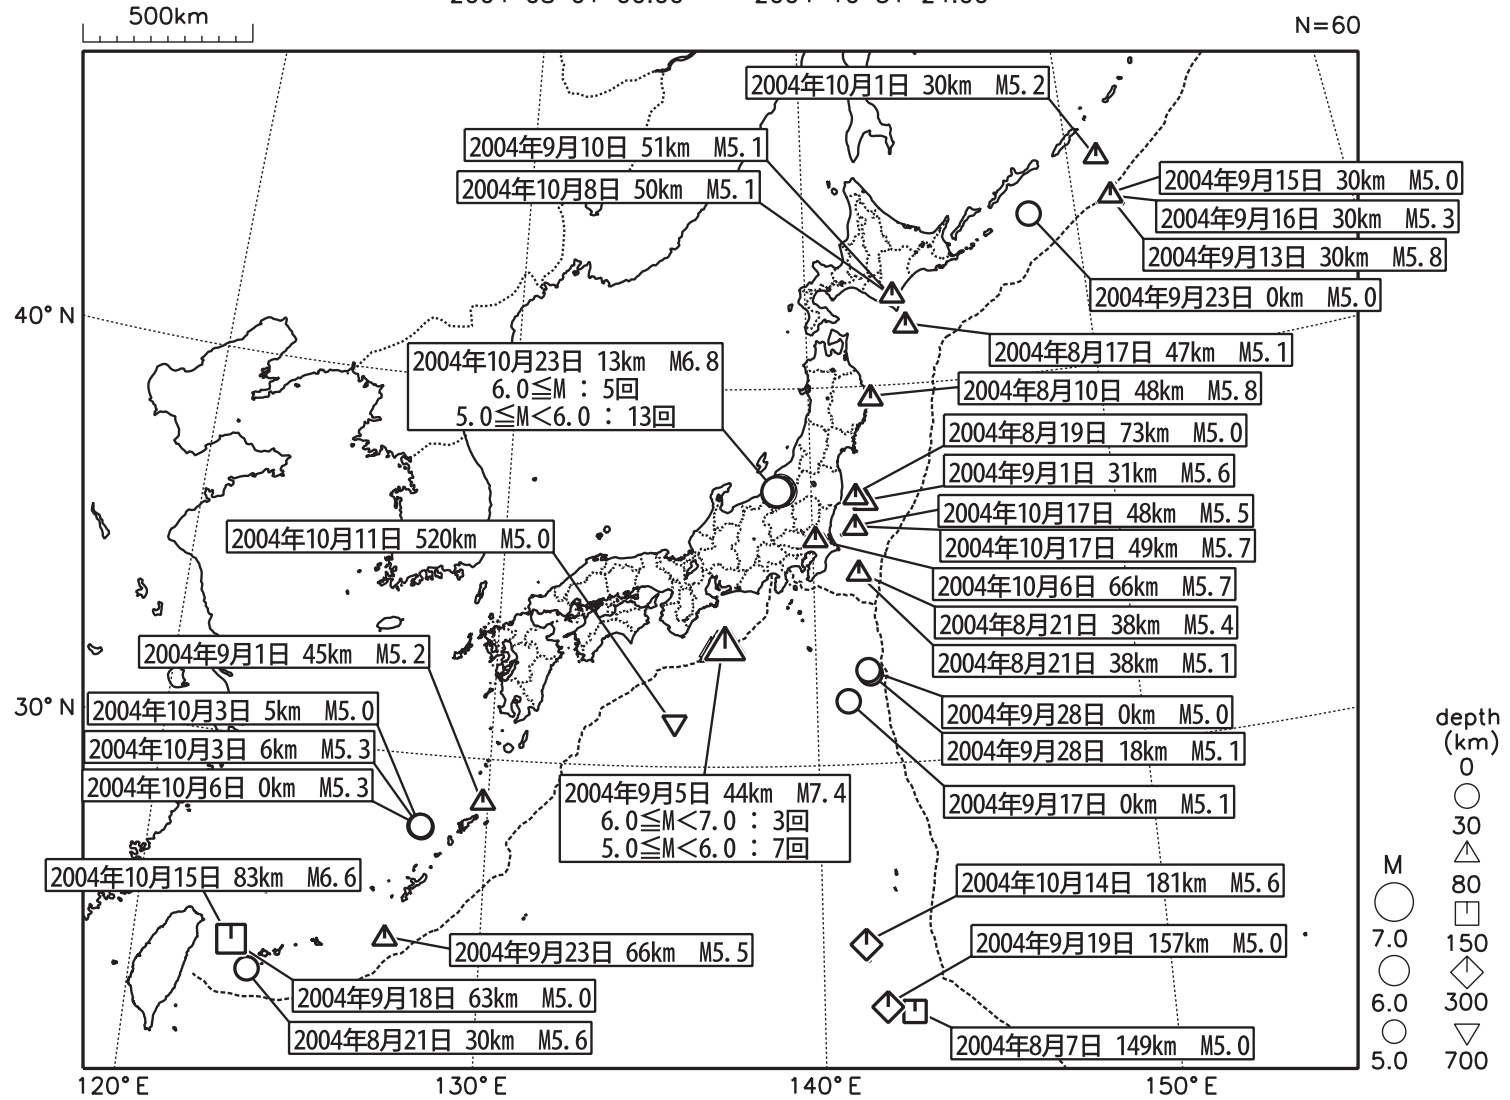 500km
N=60
2004年10月1日 30km M5.2
2004年9月10日 51km M5.1
2004年10月8日 50km M5.1
2004年9月15日 30km M5.0
2004年9月16日 30km M5.3
2004年9月13日 30km M5.8
2004年9月23日 0km M5.0
40°N
2004年8月17日 47km M5.1
2004年10月23日 13km M6.8
6.0≦M : 5回
5.0≦M<6.0 : 13回
2004年8月10日 48km M5.8
2004年8月19日 73km M5.0
2004年9月1日 31km M5.6
2004年10月17日 48km M5.5
2004年10月17日 49km M5.7
2004年10月11日 520km M5.0
2004年10月6日 66km M5.7
2004年8月21日 38km M5.4
2004年8月21日 38km M5.1
2004年9月1日 45km M5.2
30°N
2004年10月3日 5km M5.0
2004年10月3日 6km M5.3
2004年10月6日 0km M5.3
2004年9月28日 0km M5.0
2004年9月28日 18km M5.1
2004年9月17日 0km M5.1
2004年9月5日 44km M7.4
6.0≦M<7.0 : 3回
5.0≦M<6.0 : 7回
2004年10月15日 83km M6.6
2004年10月14日 181km M5.6
2004年9月23日 66km M5.5
2004年9月19日 157km M5.0
2004年9月18日 63km M5.0
2004年8月21日 30km M5.6
2004年8月7日 149km M5.0
120°E
130°E
140°E
150°E
M
7.0
6.0
5.0
depth
(km)
0
30
80
150
300
700